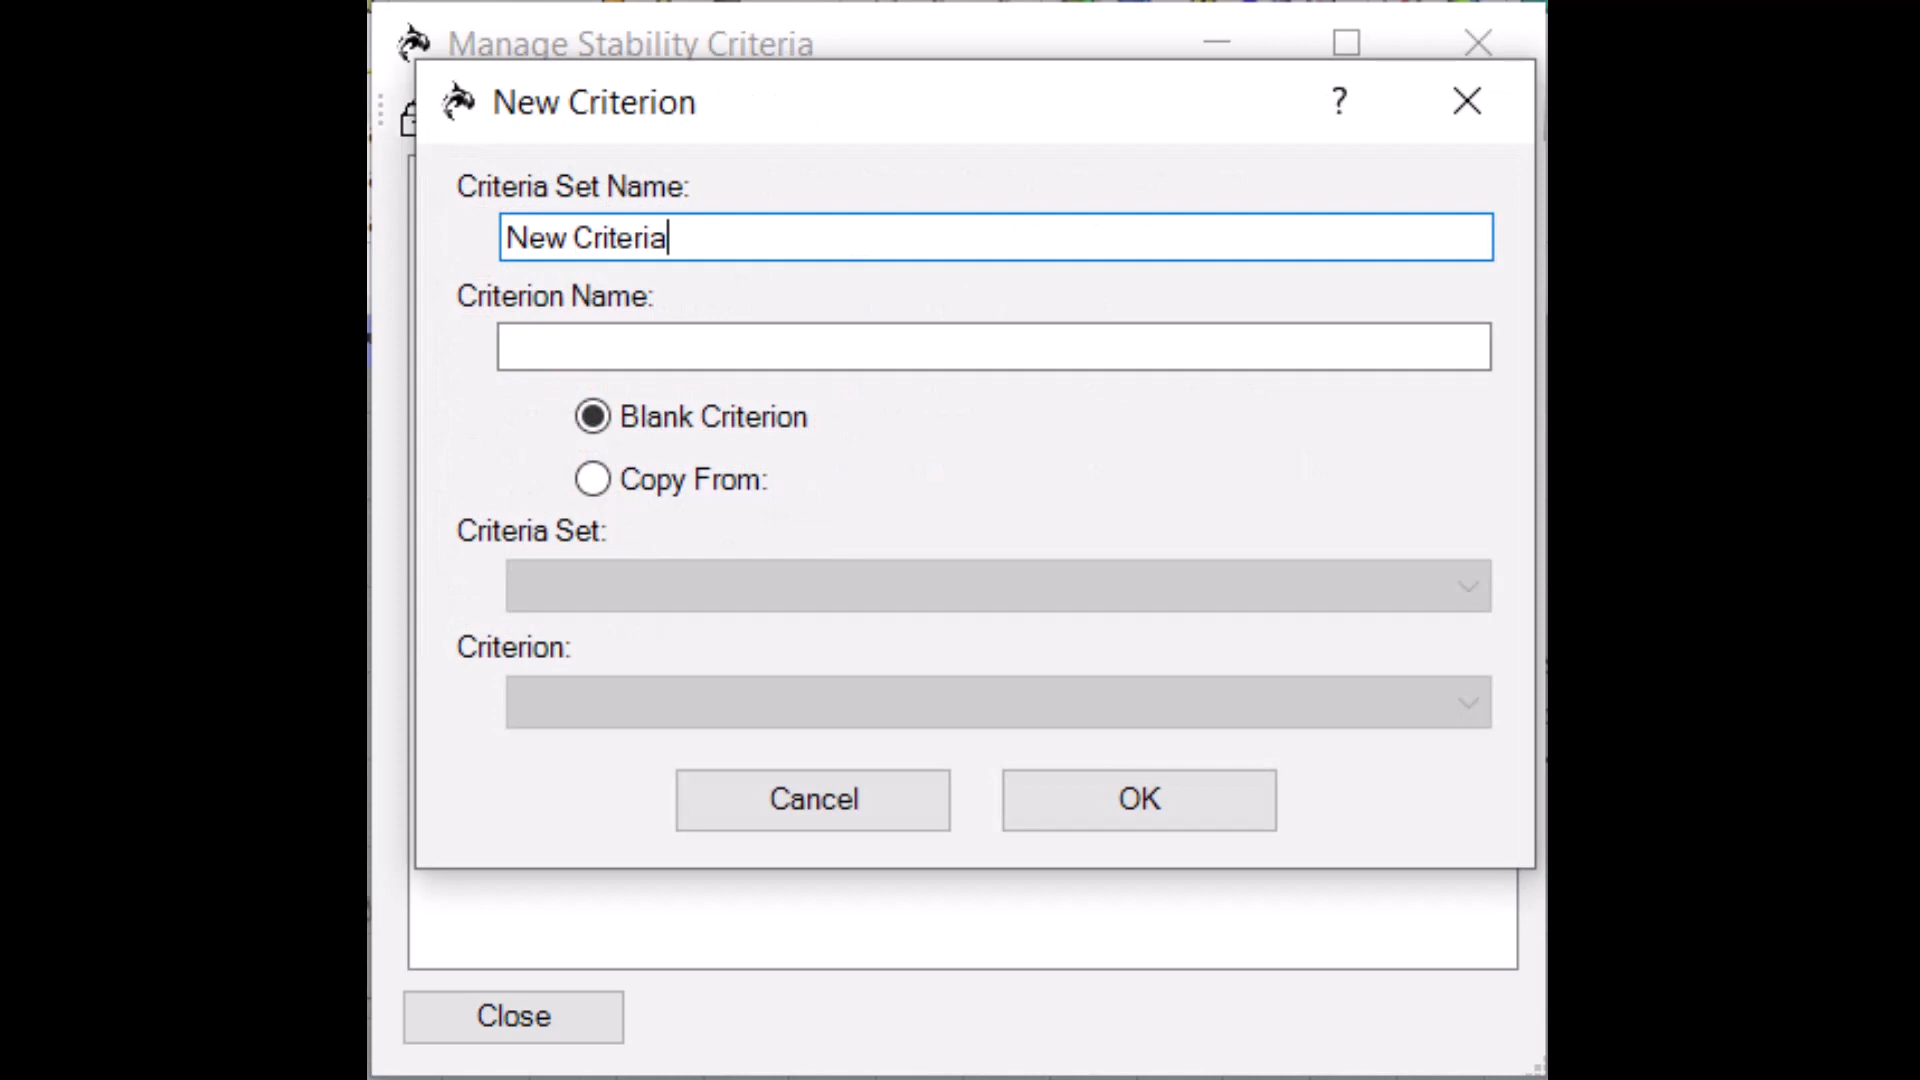 Manage Stability Criteria
New Criterion
?
Criteria Set Name:
New Criteria
Criterion Name:
Blank Criterion
Copy From:
Criteria Set:
Criterion:
Cancel
OK
Close